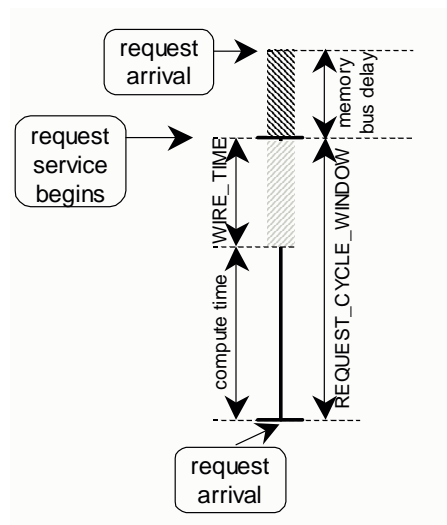 request
arrival
memory
bus delay
request
service
begins
WIRE_TIME
REQUEST_CYCLE_WINDOW
compute time
request
arrival